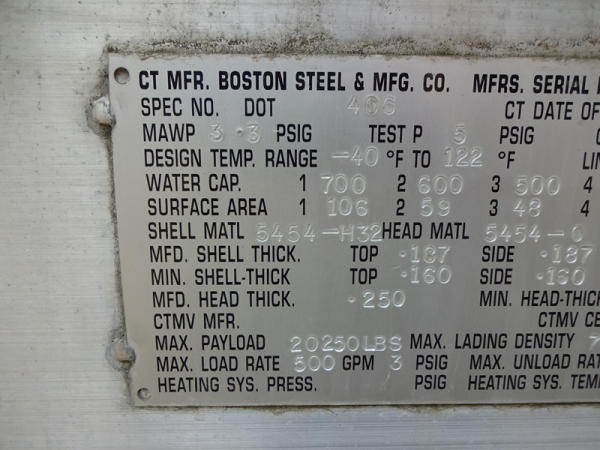 CT MFR. BOSTON STEEL & MFG. CO. MFRS. SERIAL
SPEC NO. DOT 406 CT DATE OF
MAWP 3.3 PSIG TEST P 5 PSIG
DESIGN TEMP. RANGE -40 °F TO 122 °F
WATER CAP. 1 700 2 600 3 500 4
SURFACE AREA 1 106 2 59 3 48 4
SHELL MATL 5454-H32 HEAD MATL 5454-0
MFD. SHELL THICK. TOP .187 SIDE .187
MIN. SHELL-THICK TOP .160 SIDE .160
MFD. HEAD THICK. .250 MIN. HEAD-THICK
CTMV MFR. CTMV
MAX. PAYLOAD 20250LBS MAX. LADING DENSITY 7
MAX. LOAD RATE 500 GPM 3 PSIG MAX. UNLOAD RAT
HEATING SYS. PRESS. PSIG HEATING SYS. TEM